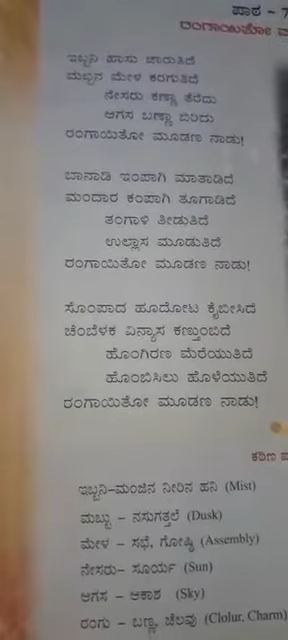 ಪಾಠ - 7
ರಂಗಾಯಿತೋ
ಇಬ್ಬನಿ ಹಾಸು ಜಾರುತಿದೆ
ಮಬ್ಬಿನ ಮೇಳ ಕರಗುತಿದೆ
ನೇಸರು ಕಣ್ಣಾ ತೆರೆದು
ಆಗಸ ಬಣ್ಣಾ ಬಿರಿದು
ರಂಗಾಯಿತೋ ಮೂಡಣ ನಾಡು!
ಬಾನಾಡಿ ಇಂಪಾಗಿ ಮಾತಾಡಿದೆ
ಮಂದಾರ ಕಂಪಾಗಿ ತೂಗಾಡಿದೆ
ತಂಗಾಳಿ ತೀಡುತಿದೆ
ಉಲ್ಲಾಸ ಮೂಡುತಿದೆ
ರಂಗಾಯಿತೋ ಮೂಡಣ ನಾಡು!
ಸೊಂಪಾದ ಹೂದೋಟ ಕೈಬೀಸಿದೆ
ಚೆಂಬೆಳಕ ವಿನ್ಯಾಸ ಕಣ್ತುಂಬಿದೆ
ಹೊಂಗಿರಣ ಮೆರೆಯುತಿದೆ
ಹೊಂಬಿಸಿಲು ಹೊಳೆಯುತಿದೆ
ರಂಗಾಯಿತೋ ಮೂಡಣ ನಾಡು!
ಕಠಿಣ
ಇಬ್ಬನಿ-ಮಂಜಿನ ನೀರಿನ ಹನಿ (Mist)
ಮಬ್ಬು - ನಸುಗತ್ತಲೆ (Dusk)
ಮೇಳ - ಸಭೆ, ಗೋಷ್ಠಿ (Assembly)
ನೇಸರು- ಸೂರ್ಯ (Sun)
ಆಗಸ - ಆಕಾಶ (Sky)
ರಂಗು - ಬಣ್ಣ, ಚೆಲವು (Clolur, Charm)